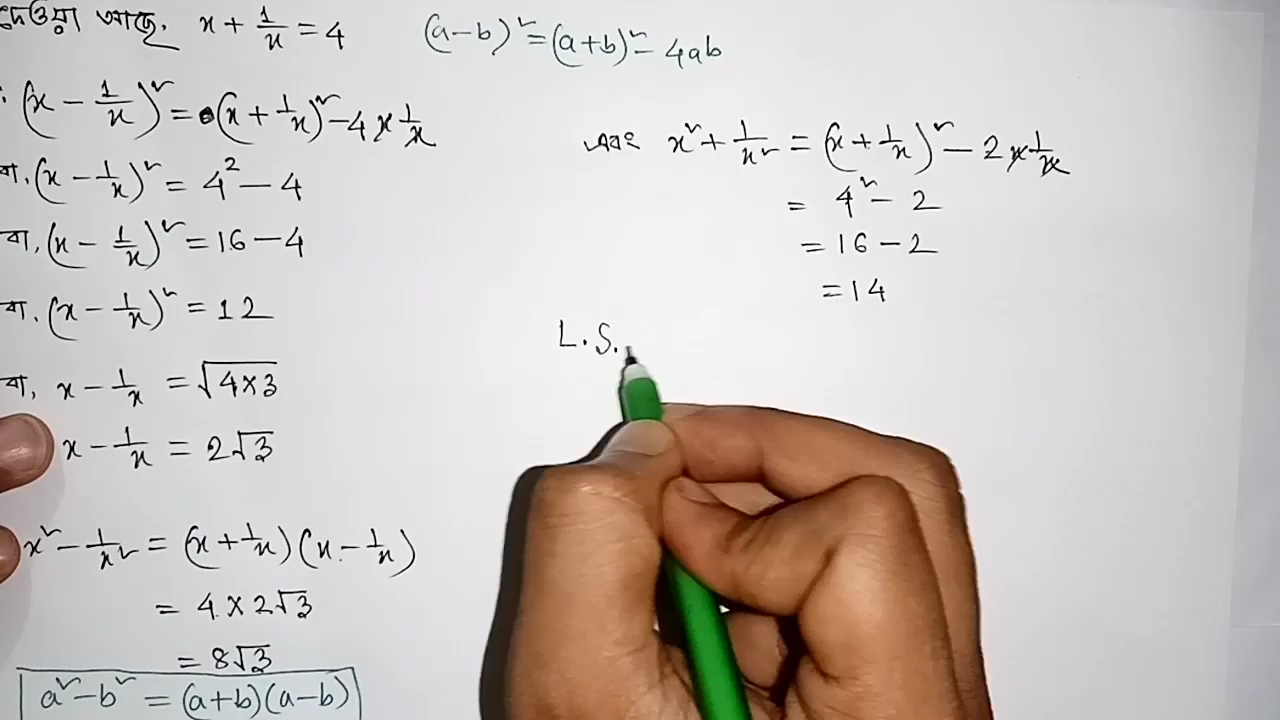 দেওয়া আছে, x + 1/x = 4
(a-b)² = (a+b)² - 4ab
∴ (x - 1/x)² = (x + 1/x)² - 4 x 1/x
বা, (x - 1/x)² = 4² - 4
বা, (x - 1/x)² = 16 - 4
বা, (x - 1/x)² = 12
বা, x - 1/x = √4×3
x - 1/x = 2√3
x² - 1/x² = (x + 1/x)(x - 1/x)
= 4 × 2√3
= 8√3
a² - b² = (a+b)(a-b)
এবং x² + 1/x² = (x + 1/x)² - 2 x 1/x
= 4² - 2
= 16 - 2
= 14
L.S.